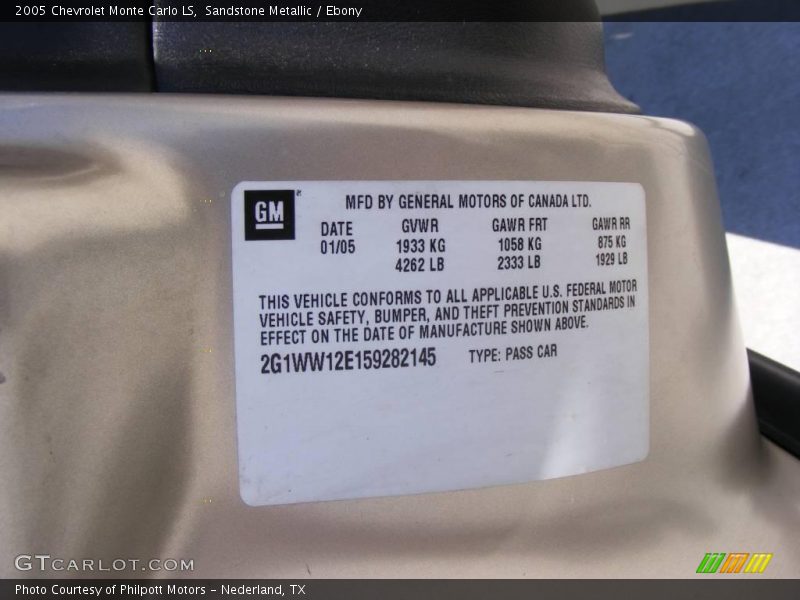 2005 Chevrolet Monte Carlo LS, Sandstone Metallic / Ebony
GM
MFD BY GENERAL MOTORS OF CANADA LTD.
DATE GVWR GAWR FRT GAWR RR
01/05 1933 KG 1058 KG 875 KG
4262 LB 2333 LB 1929 LB
THIS VEHICLE CONFORMS TO ALL APPLICABLE U.S. FEDERAL MOTOR
VEHICLE SAFETY, BUMPER, AND THEFT PREVENTION STANDARDS IN
EFFECT ON THE DATE OF MANUFACTURE SHOWN ABOVE.
2G1WW12E159282145 TYPE: PASS CAR
GTCARLOT.COM
Photo Courtesy of Philpott Motors - Nederland, TX